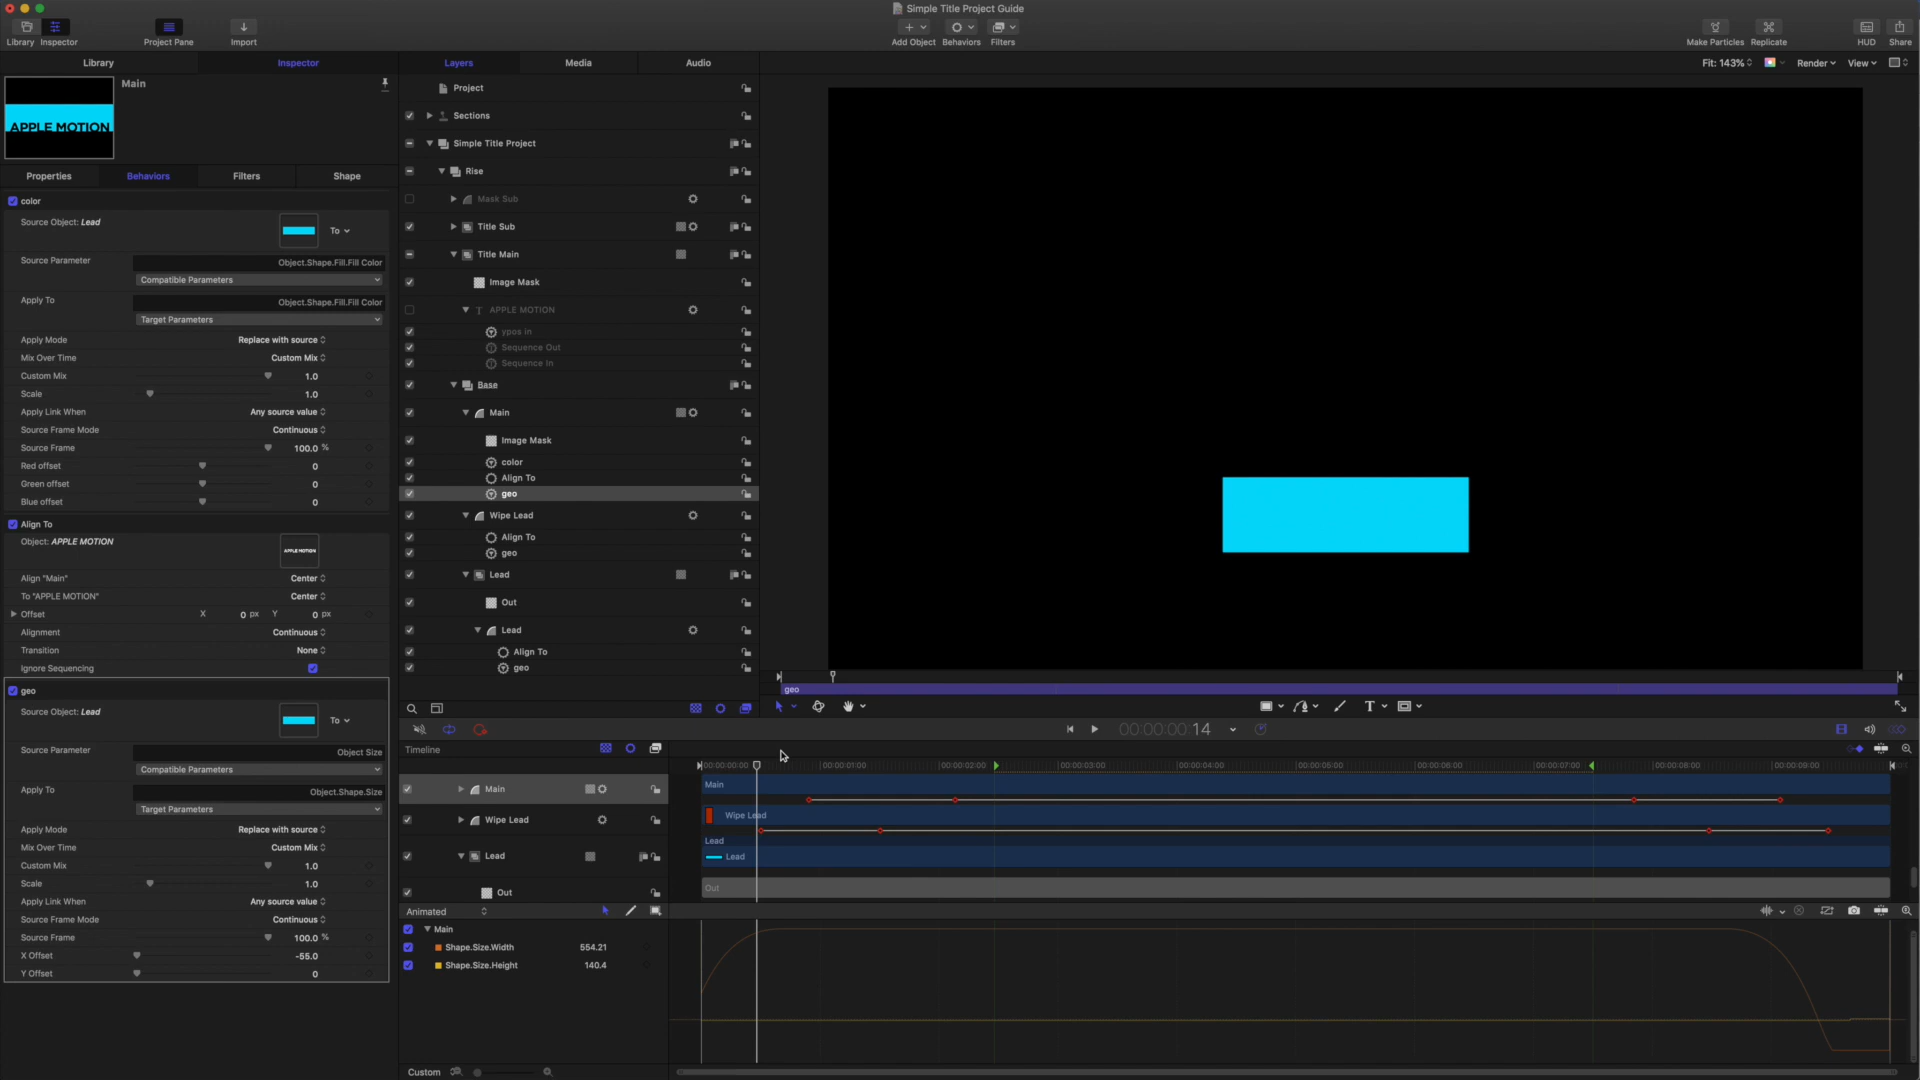 Simple Title Project Guide
Library
Inspector
Project Pane
Import
Add Object
Behaviors
Filters
Make Particles
Replicate
HUD
Share
Library
Inspector
Layers
Media
Audio
Fit: 143%
Render
View
Main
APPLE MOTION
Properties
Behaviors
Filters
Shape
color
Source Object: Lead
To
Source Parameter
Object.Shape.Fill.Fill Color
Compatible Parameters
Apply To
Object.Shape.Fill.Fill Color
Target Parameters
Apply Mode
Replace with source
Mix Over Time
Custom Mix
Custom Mix
1.0
Scale
1.0
Apply Link When
Any source value
Source Frame Mode
Continuous
Source Frame
100.0 %
Red offset
0
Green offset
0
Blue offset
0
Align To
Object: APPLE MOTION
APPLE MOTION
Align "Main"
Center
To "APPLE MOTION"
Center
Offset
X
0 px
Y
0 px
Alignment
Continuous
Transition
None
Ignore Sequencing
geo
Source Object: Lead
To
Source Parameter
Object Size
Compatible Parameters
Apply To
Object.Shape.Size
Target Parameters
Apply Mode
Replace with source
Mix Over Time
Custom Mix
Custom Mix
1.0
Scale
1.0
Apply Link When
Any source value
Source Frame Mode
Continuous
Source Frame
100.0 %
X Offset
-55.0
Y Offset
0
Project
Sections
Simple Title Project
Rise
Mask Sub
Title Sub
Title Main
Image Mask
T APPLE MOTION
ypos in
Sequence Out
Sequence In
Base
Main
Image Mask
color
Align To
geo
Wipe Lead
Align To
geo
Lead
Out
Lead
Align To
geo
geo
T
00:00:00:14
Timeline
00:00:00:00
00:00:01:00
00:00:02:00
00:00:03:00
00:00:04:00
00:00:05:00
00:00:06:00
00:00:07:00
00:00:08:00
00:00:09:00
Main
Main
Wipe Lead
Wipe Lead
Lead
Lead
Lead
Out
Out
Animated
Main
Shape.Size.Width
554.21
Shape.Size.Height
140.4
Custom